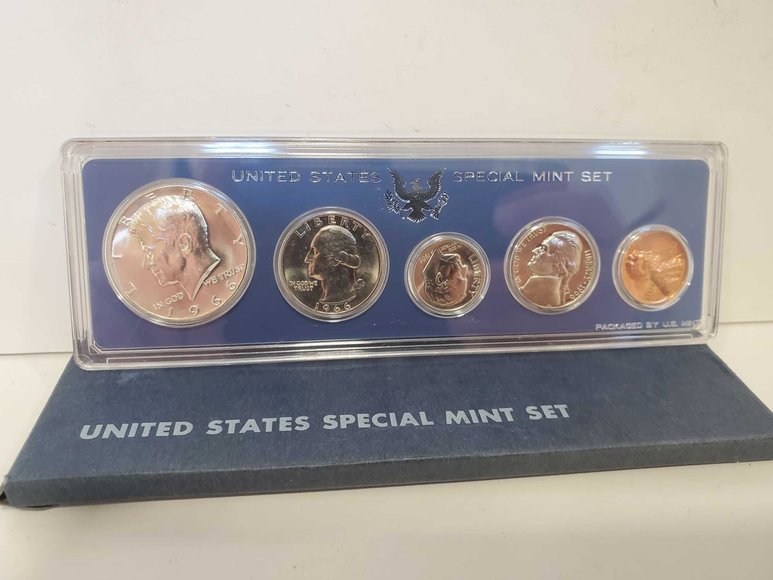 UNITED STATES SPECIAL MINT SET
LIBERTY
IN GOD WE TRUST
1966
LIBERTY
IN GOD WE
TRUST
1966
LIBERTY
PACKAGED BY U.S.
UNITED STATES SPECIAL MINT SET